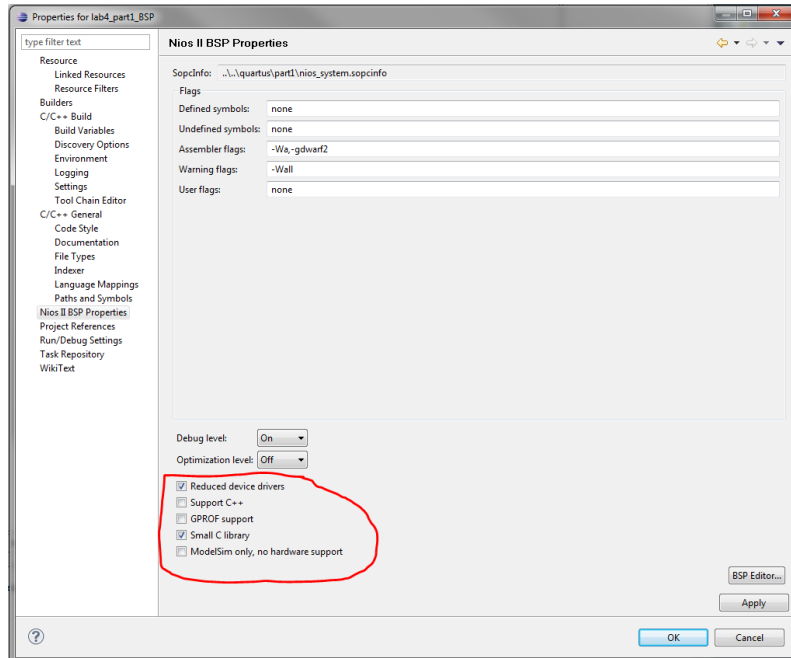 Properties for lab4_part1_BSP
type filter text
Resource
Linked Resources
Resource Filters
Builders
C/C++ Build
Build Variables
Discovery Options
Environment
Logging
Settings
Tool Chain Editor
C/C++ General
Code Style
Documentation
File Types
Indexer
Language Mappings
Paths and Symbols
Nios II BSP Properties
Project References
Run/Debug Settings
Task Repository
WikiText
Nios II BSP Properties
SopcInfo: ..\..\quartus\part1\nios_system.sopcinfo
Flags
Defined symbols: none
Undefined symbols: none
Assembler flags: -Wa,-gdwarf2
Warning flags: -Wall
User flags: none
Debug level: On
Optimization level: Off
Reduced device drivers
Support C++
GPROF support
Small C library
ModelSim only, no hardware support
BSP Editor...
Apply
? OK Cancel